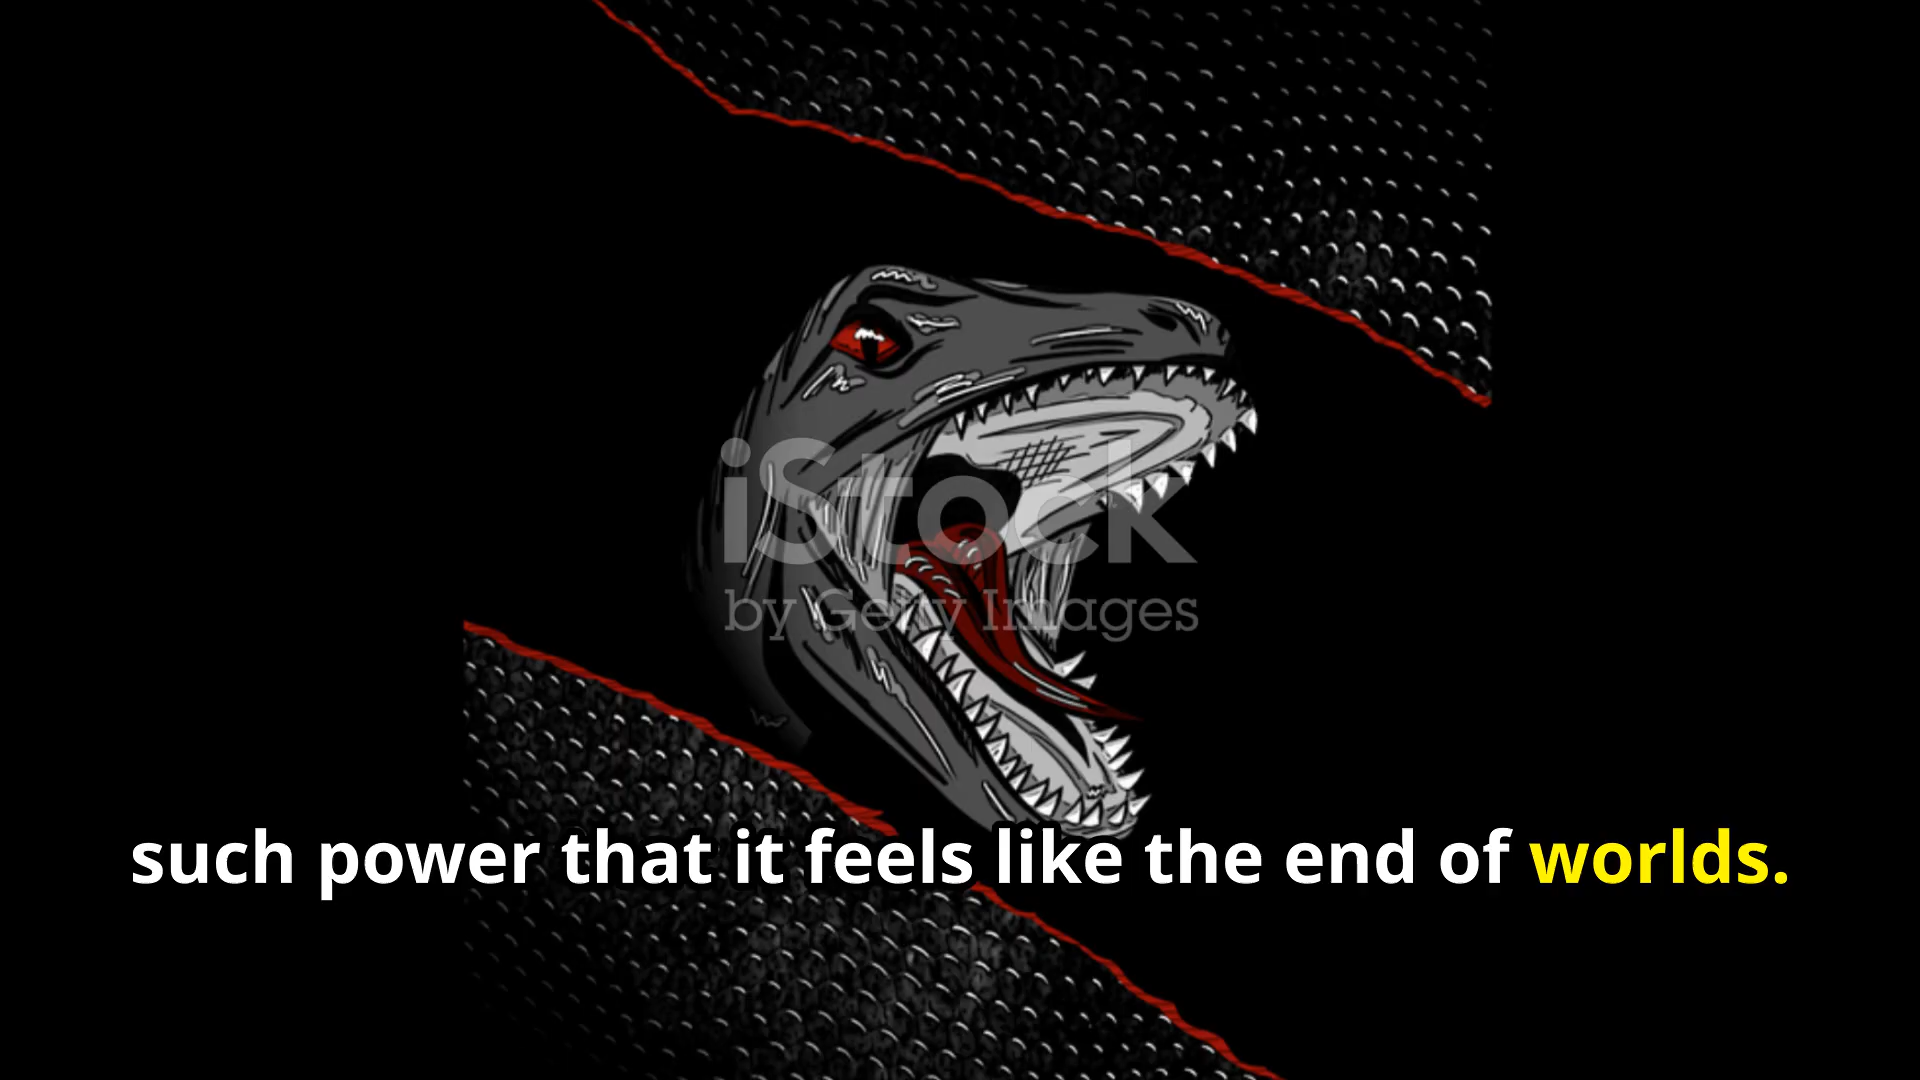 iStock
by Getty Images
such power that it feels like the end of worlds.